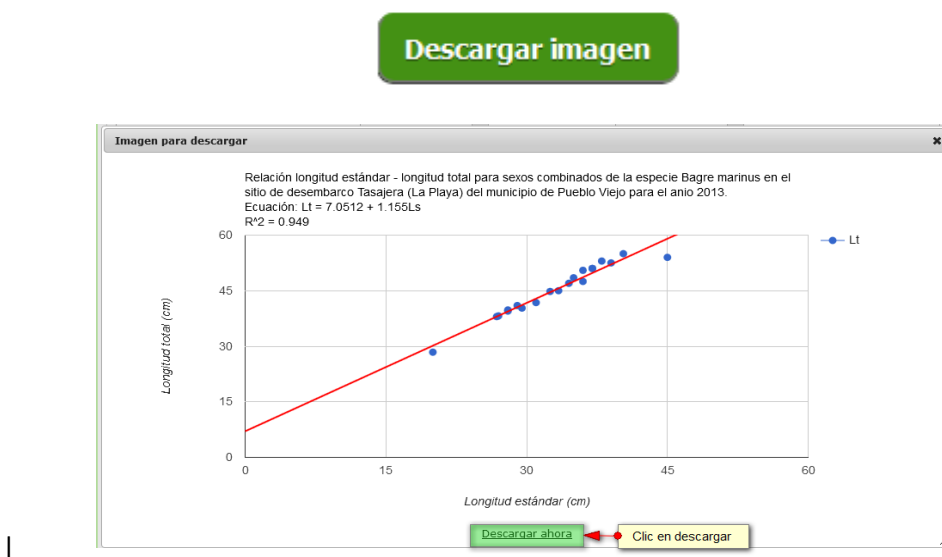 Descargar imagen
Imagen para descargar
Relación longitud estándar - longitud total para sexos combinados de la especie Bagre marinus en el
sitio de desembarco Tasajera (La Playa) del municipio de Pueblo Viejo para el anio 2013.
Ecuación: Lt = 7.0512 + 1.155Ls
R^2 = 0.949
60
45
30
15
0
Longitud total (cm)
Lt
0 15 30 45 60
Longitud estándar (cm)
Descargar ahora
Clic en descargar